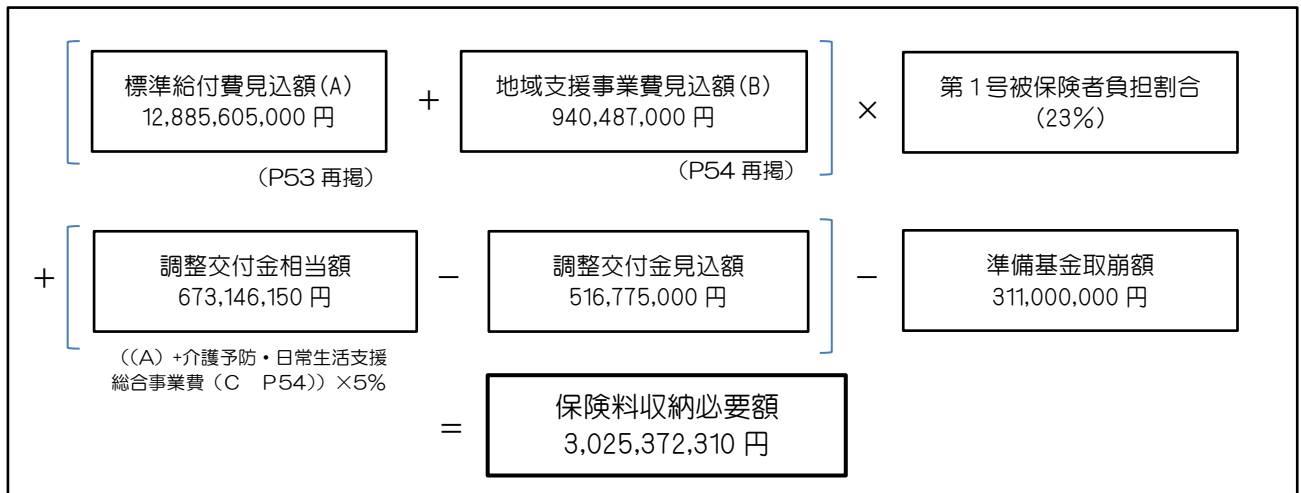 標準給付費見込額(A)
12,885,605,000 円
+
地域支援事業費見込額(B)
940,487,000 円
×
第1号被保険者負担割合
(23%)
(P53 再掲)
(P54 再掲)
+
調整交付金相当額
673,146,150 円
−
調整交付金見込額
516,775,000 円
−
準備基金取崩額
311,000,000 円
((A) +介護予防・日常生活支援
総合事業費(C P54))×5%
=
保険料収納必要額
3,025,372,310 円